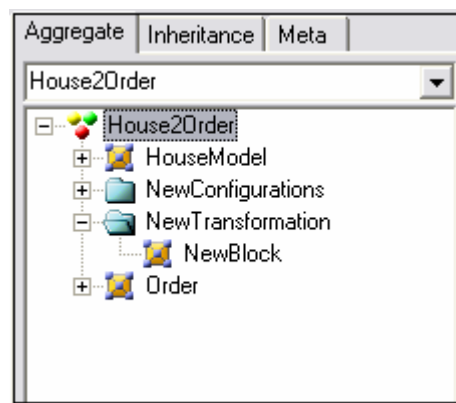 Aggregate Inheritance Meta
House2Order
House2Order
HouseModel
NewConfigurations
NewTransformation
NewBlock
Order